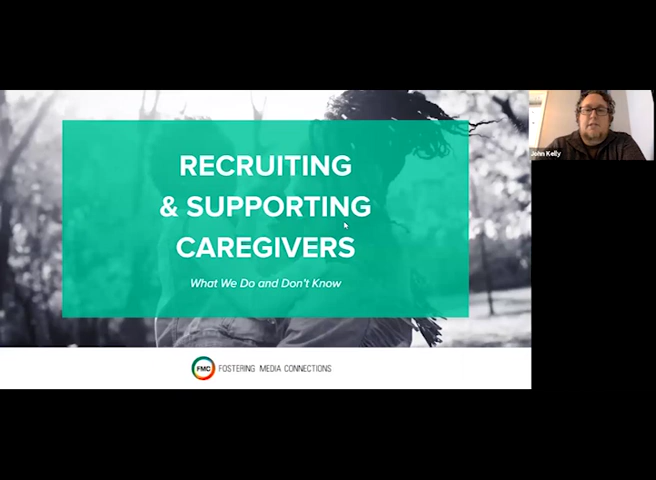 RECRUITING
& SUPPORTING
CAREGIVERS
What We Do and Don't Know
FMC FOSTERING MEDIA CONNECTIONS
John Kelly